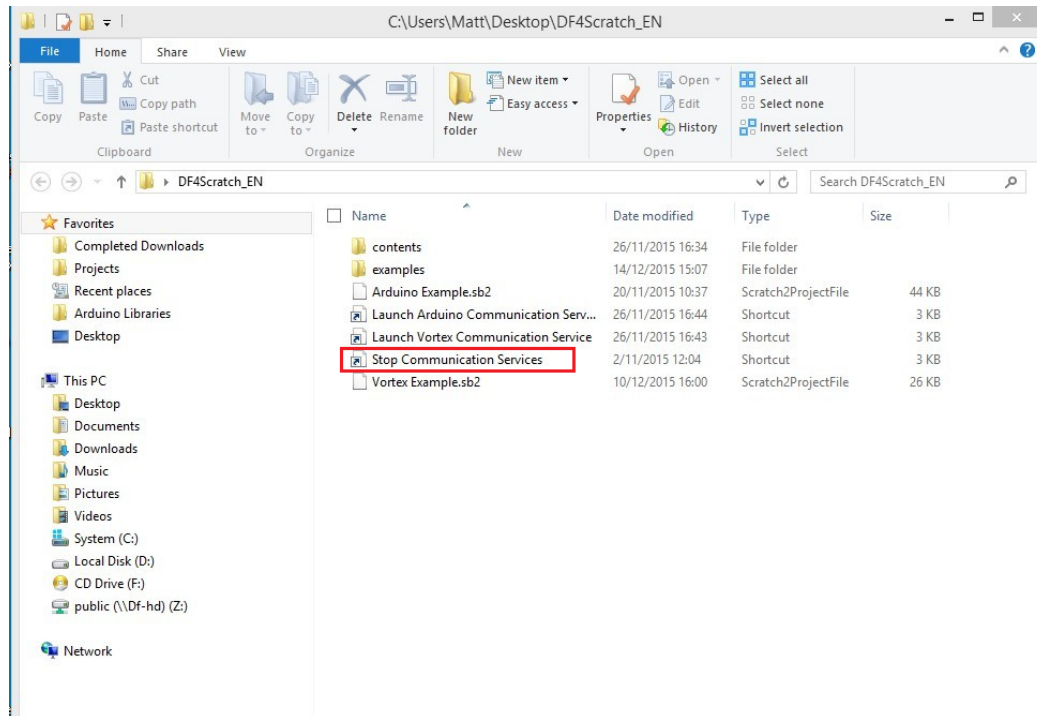 C:\Users\Matt\Desktop\DF4Scratch_EN
File Home Share View
Copy
Paste
Cut
Copy path
Paste shortcut
Clipboard
Move to
Copy to
Delete
Rename
Organize
New folder
New item
Easy access
New
Properties
Open
Edit
History
Open
Select all
Select none
Invert selection
Select
DF4Scratch_EN
Search DF4Scratch_EN
Favorites
Completed Downloads
Projects
Recent places
Arduino Libraries
Desktop
This PC
Desktop
Documents
Downloads
Music
Pictures
Videos
System (C:)
Local Disk (D:)
CD Drive (F:)
public (\\Df-hd) (Z:)
Network
Name Date modified Type Size
contents 26/11/2015 16:34 File folder
examples 14/12/2015 15:07 File folder
Arduino Example.sb2 20/11/2015 10:37 Scratch2ProjectFile 44 KB
Launch Arduino Communication Serv... 26/11/2015 16:44 Shortcut 3 KB
Launch Vortex Communication Service 26/11/2015 16:43 Shortcut 3 KB
Stop Communication Services 2/11/2015 12:04 Shortcut 3 KB
Vortex Example.sb2 10/12/2015 16:00 Scratch2ProjectFile 26 KB